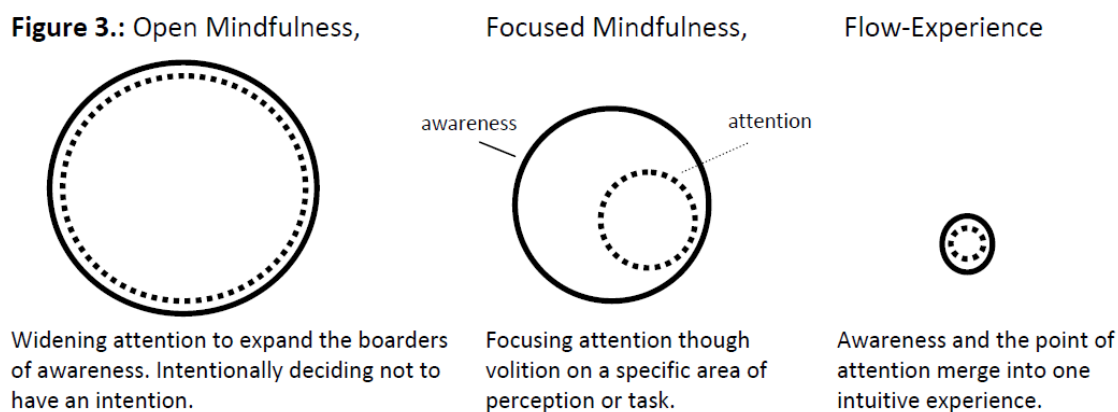 Figure 3.: Open Mindfulness,
Focused Mindfulness,
Flow-Experience
awareness
attention
Widening attention to expand the boarders
of awareness. Intentionally deciding not to
have an intention.
Focusing attention though
volition on a specific area of
perception or task.
Awareness and the point of
attention merge into one
intuitive experience.